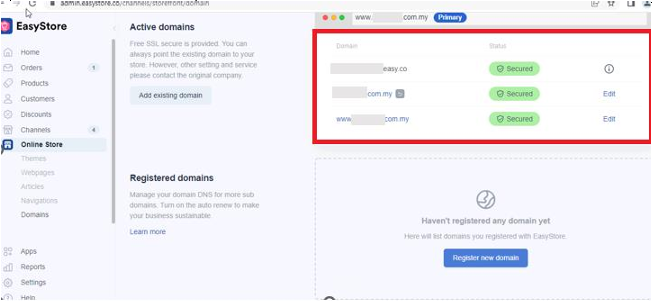 admin.easystore.co/channels/storefront/domain
EasyStore
Home
Orders 1
Products
Customers
Discounts
Channels 4
Online Store
Themes
Webpages
Articles
Navigations
Domains
Apps
Reports
Settings
Help
Active domains
Free SSL secure is provided. You can
always point the existing domain to your
store. However, other setting and service
please contact the original company.
Add existing domain
www. .com.my Primary
Domain Status
easy.co Secured
.com.my Secured Edit
www .com.my Secured Edit
Registered domains
Manage your domain DNS for more sub
domains. Turn on the auto renew to make
your business sustainable.
Learn more
Haven't registered any domain yet
Here will list domains you registered with EasyStore
Register new domain